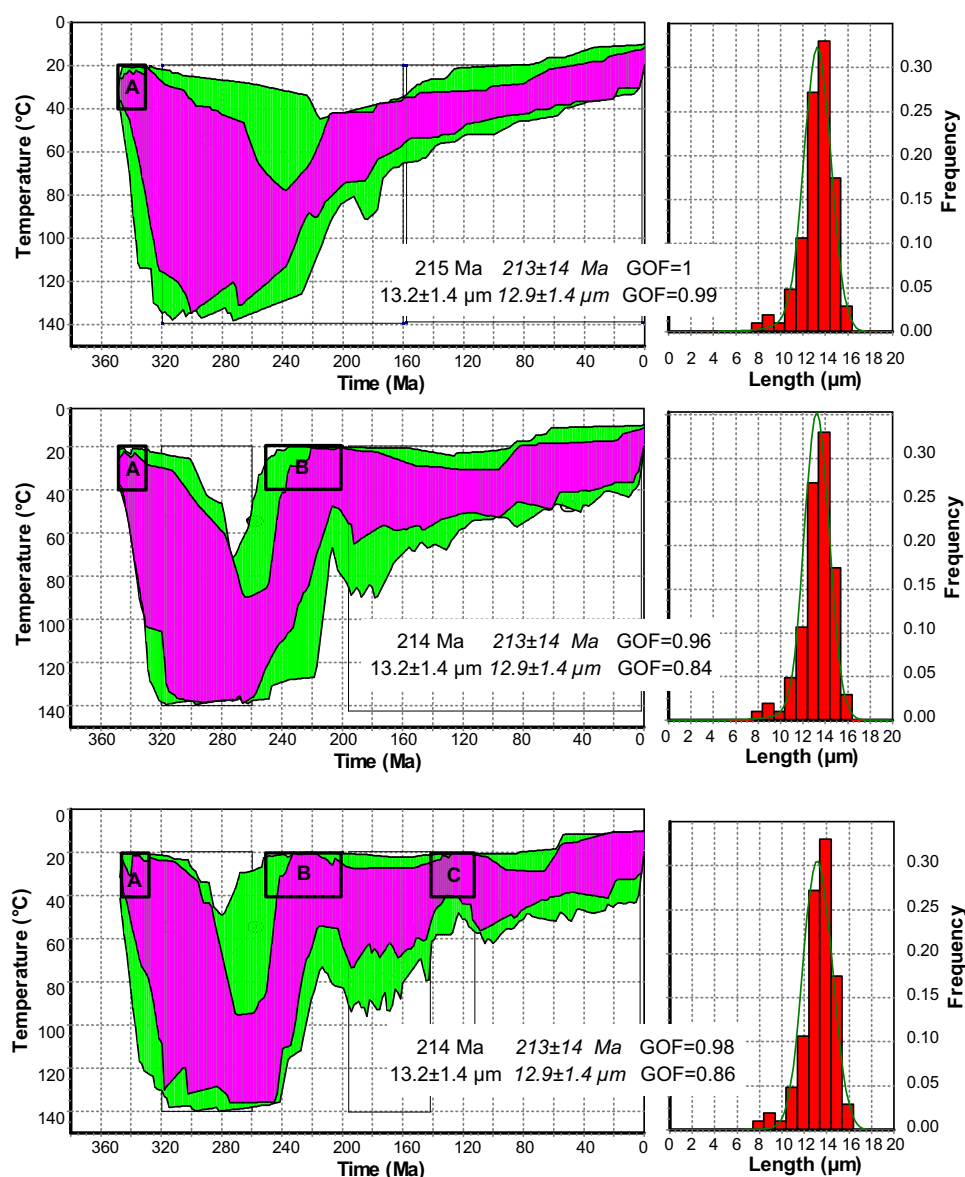 0
20
40
60
80
100
120
140
Temperature (°C)
A
215 Ma 213±14 Ma GOF=1
13.2±1.4 µm 12.9±1.4 µm GOF=0.99
360 320 280 240 200 160 120 80 40 0
Time (Ma)
0.30
0.25
0.20
0.15
0.10
0.05
0.00
Frequency
0 2 4 6 8 10 12 14 16 18 20
Length (µm)
0
20
40
60
80
100
120
140
Temperature (°C)
A B
214 Ma 213±14 Ma GOF=0.96
13.2±1.4 µm 12.9±1.4 µm GOF=0.84
360 320 280 240 200 160 120 80 40 0
Time (Ma)
0.30
0.25
0.20
0.15
0.10
0.05
0.00
Frequency
0 2 4 6 8 10 12 14 16 18 20
Length (µm)
0
20
40
60
80
100
120
140
Temperature (°C)
A B C
214 Ma 213±14 Ma GOF=0.98
13.2±1.4 µm 12.9±1.4 µm GOF=0.86
360 320 280 240 200 160 120 80 40 0
Time (Ma)
0.30
0.25
0.20
0.15
0.10
0.05
0.00
Frequency
0 2 4 6 8 10 12 14 16 18 20
Length (µm)